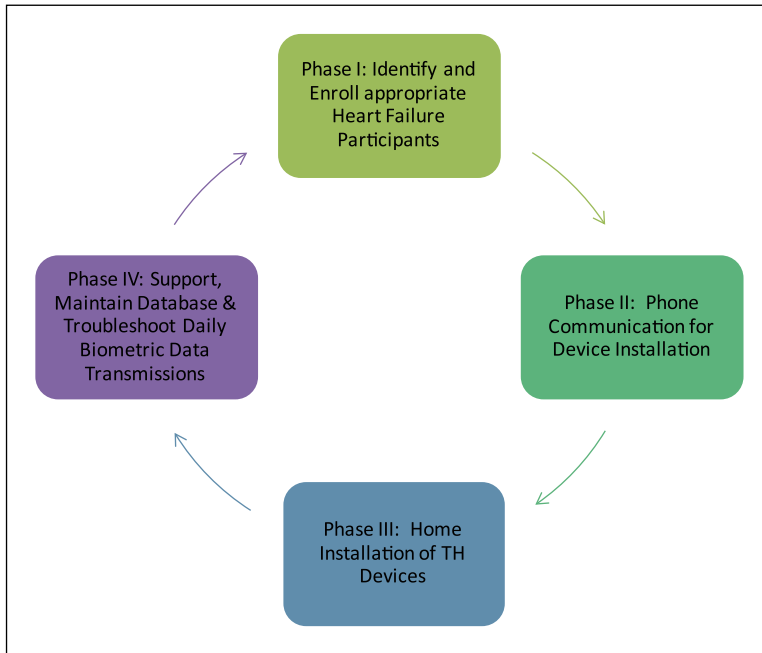 Phase I: Identify and
Enroll appropriate
Heart Failure
Participants
Phase II:  Phone
Communication for
Device Installation
Phase III:  Home
Installation of TH
Devices
Phase IV: Support,
Maintain Database &
Troubleshoot Daily
Biometric Data
Transmissions